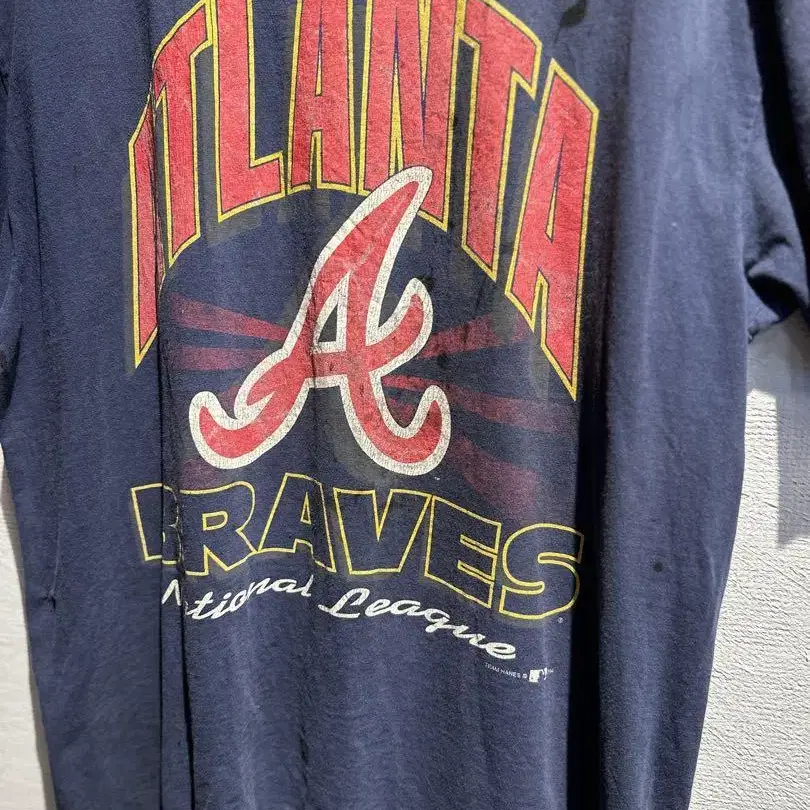 ATLANTA
A
BRAVES
National League
TEAM HANES ®